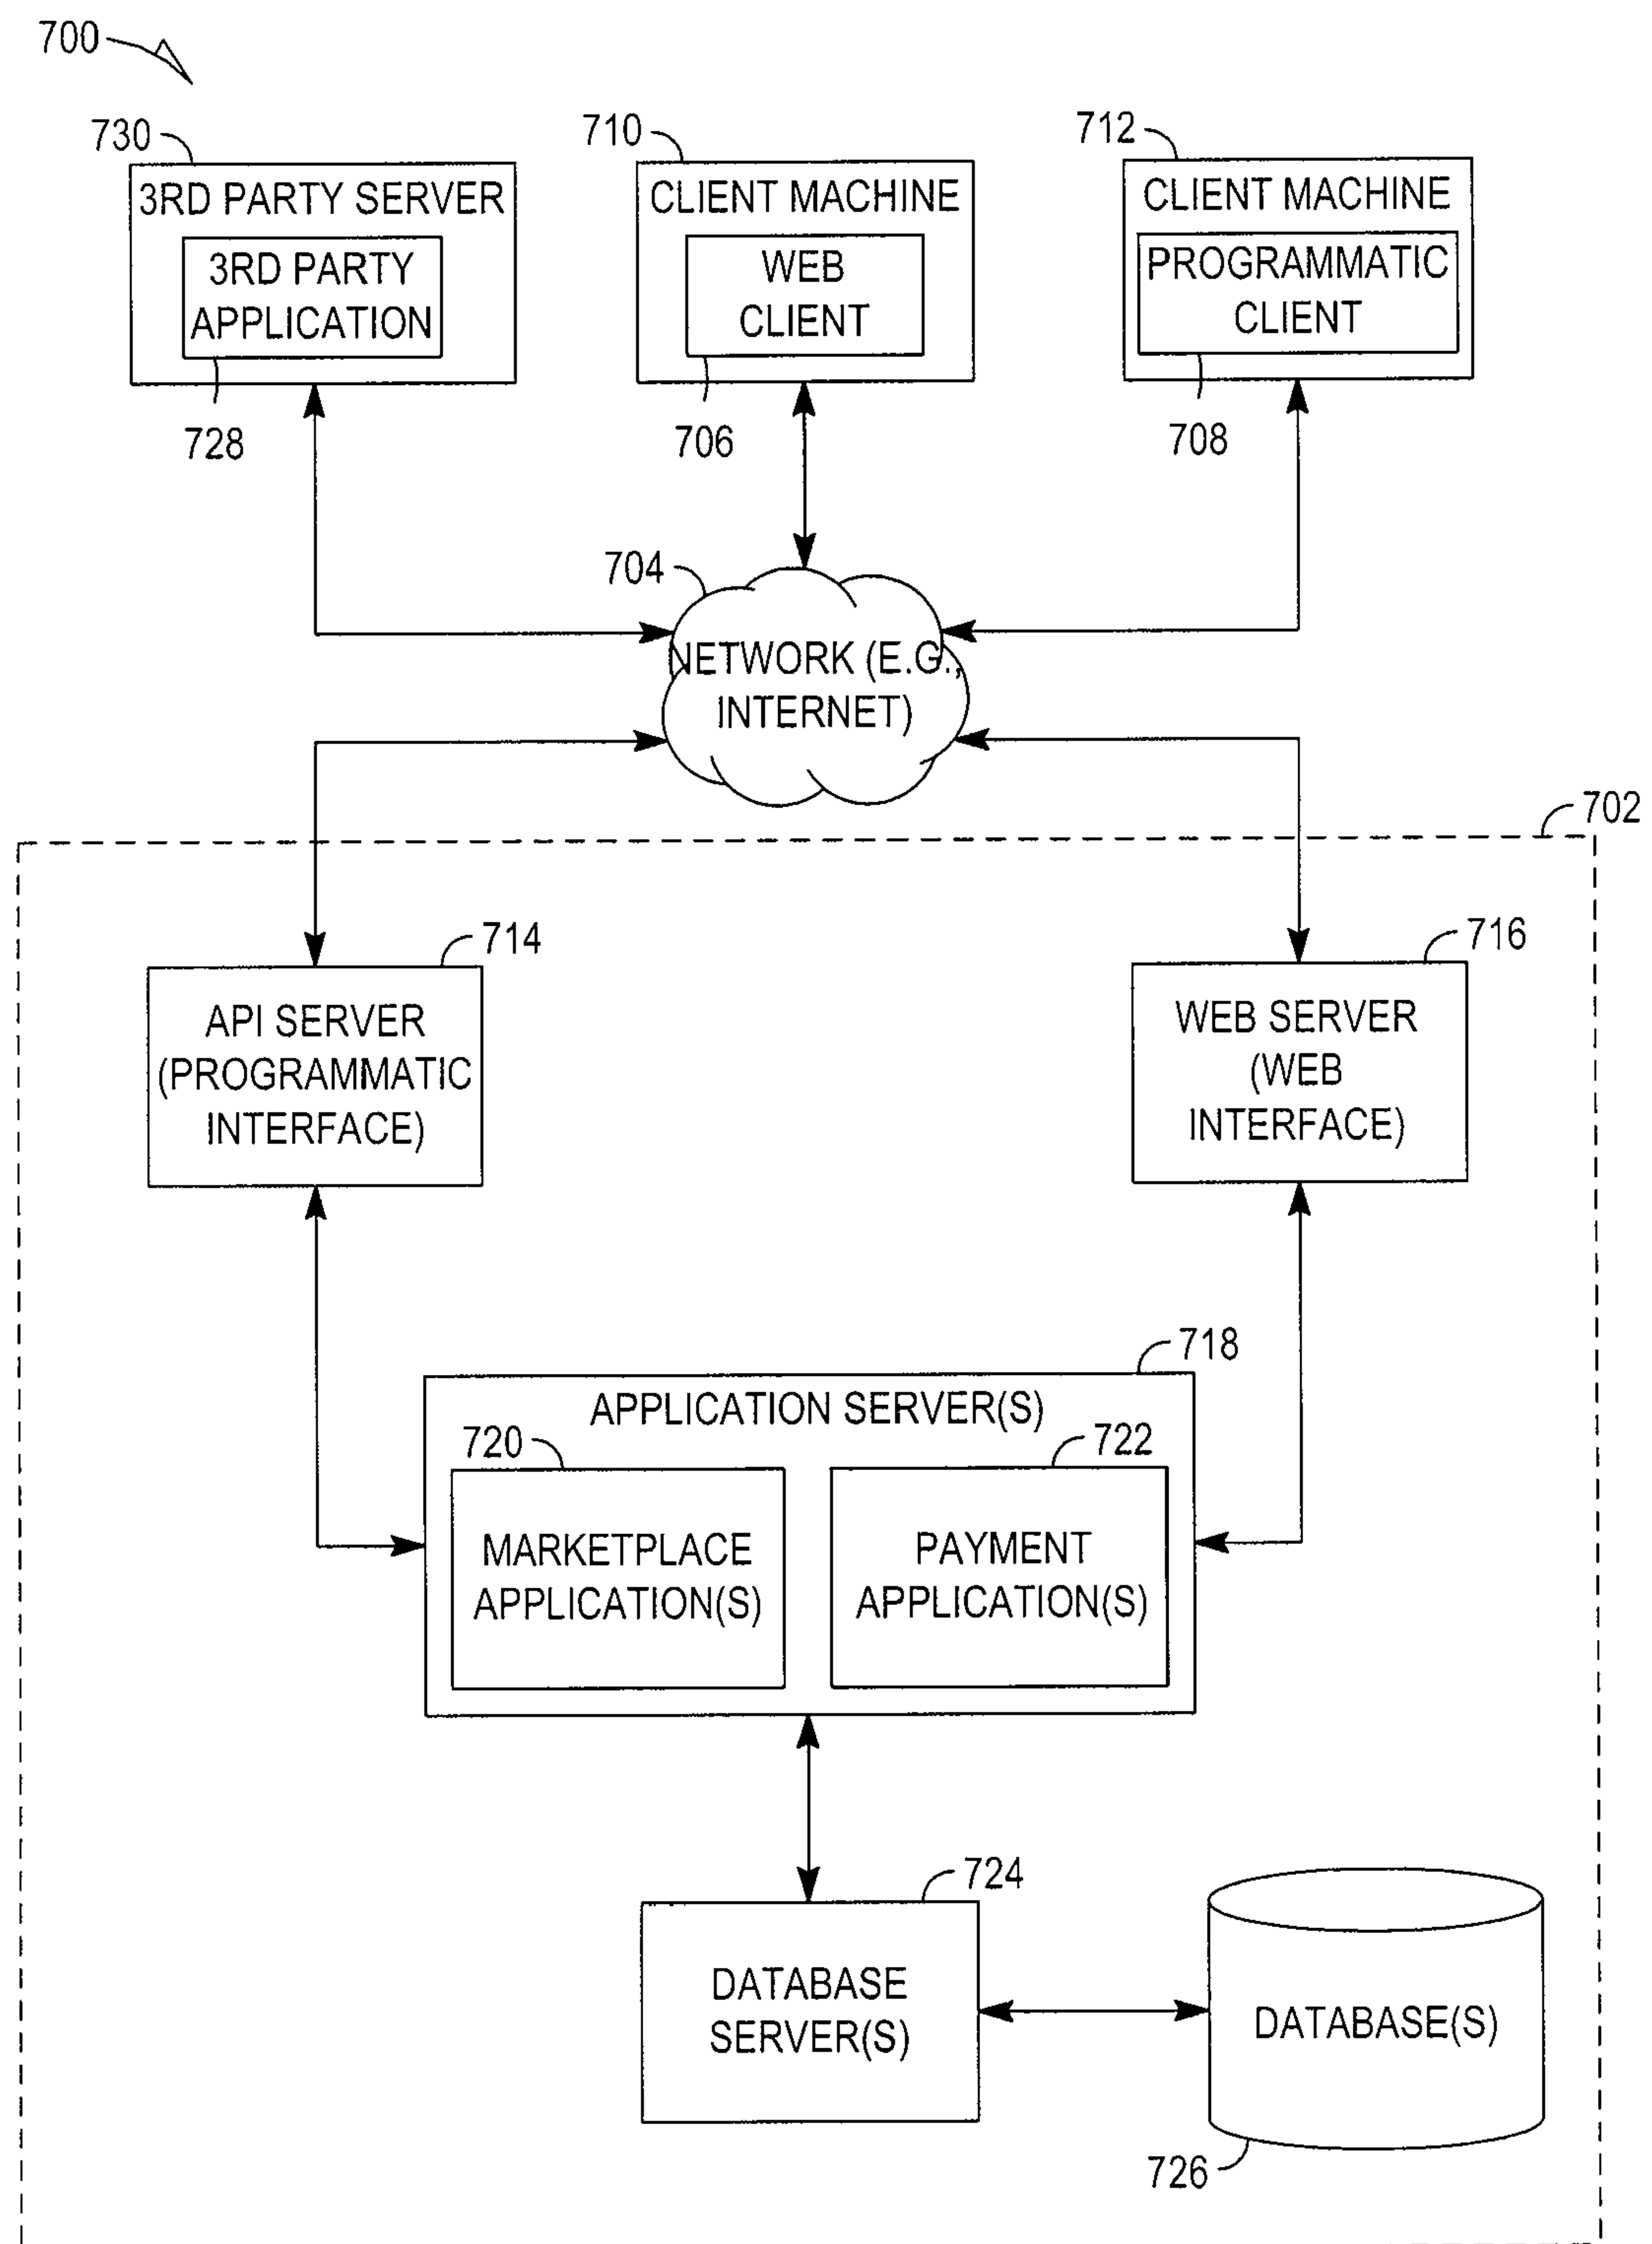 700
730
710
712
3RD PARTY SERVER
3RD PARTY
APPLICATION
728
CLIENT MACHINE
WEB
CLIENT
706
CLIENT MACHINE
PROGRAMMATIC
CLIENT
708
704
NETWORK (E.G.,
INTERNET)
702
714
API SERVER
(PROGRAMMATIC
INTERFACE)
716
WEB SERVER
(WEB
INTERFACE)
718
APPLICATION SERVER(S)
720
MARKETPLACE
APPLICATION(S)
722
PAYMENT
APPLICATION(S)
724
DATABASE
SERVER(S)
DATABASE(S)
726